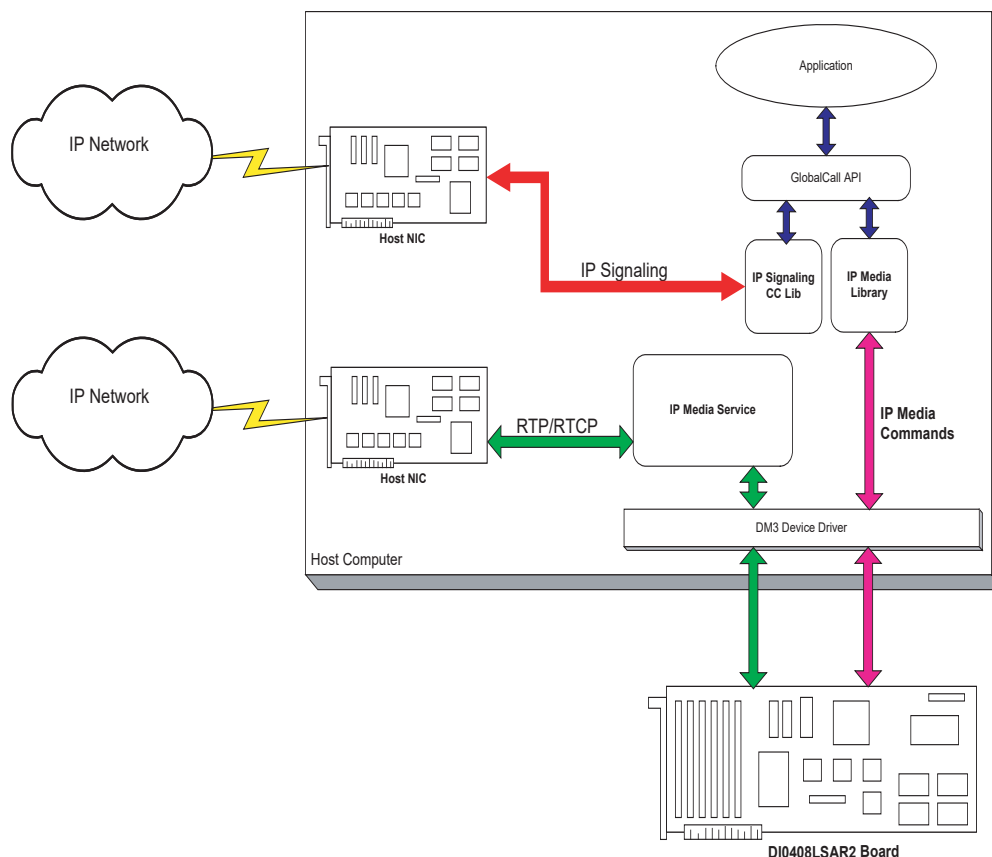 Application
IP Network
GlobalCall API
Host NIC
IP Signaling
IP Signaling
CC Lib
IP Media
Library
IP Network
IP Media Service
IP Media
Commands
RTP/RTCP
Host NIC
DM3 Device Driver
Host Computer
DI0408LSAR2 Board